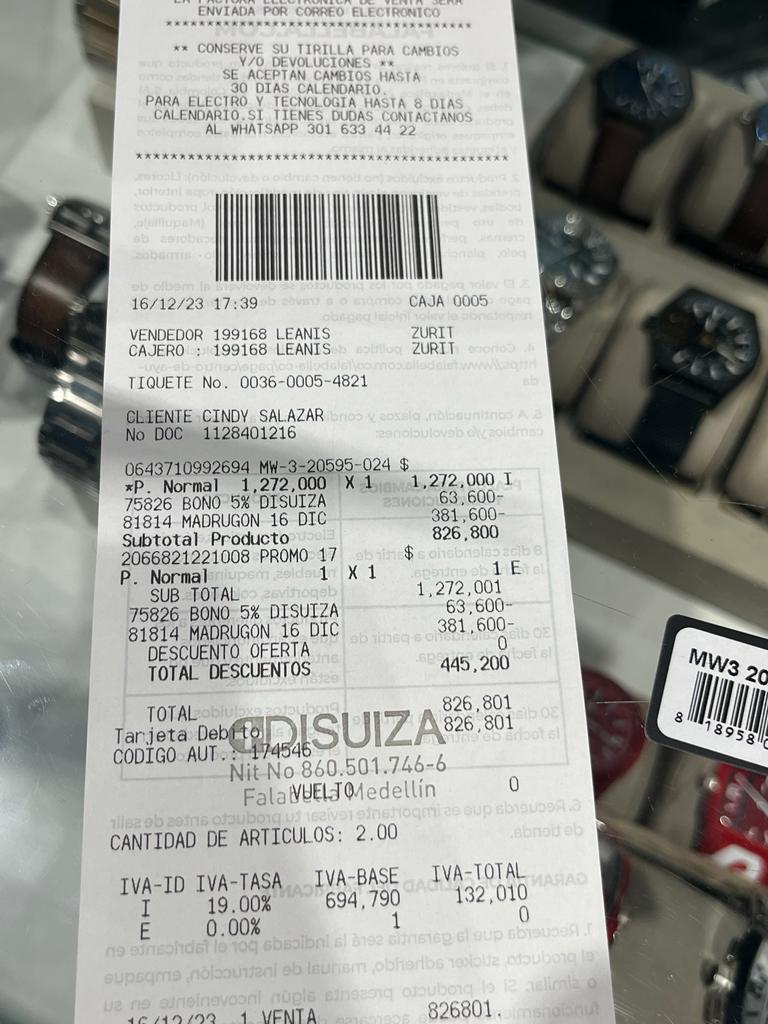 LA FACTURA ELECTRONICA DE VENTA SERA
ENVIADA POR CORREO ELECTRONICO
****************************************
** CONSERVE SU TIRILLA PARA CAMBIOS
Y/O DEVOLUCIONES **
SE ACEPTAN CAMBIOS HASTA
30 DIAS CALENDARIO.
PARA ELECTRO Y TECNOLOGIA HASTA 8 DIAS
CALENDARIO.SI TIENES DUDAS CONTACTANOS
AL WHATSAPP 301 633 44 22
****************************************
16/12/23 17:39 CAJA 0005
VENDEDOR 199168 LEANIS ZURIT
CAJERO : 199168 LEANIS ZURIT
TIQUETE No. 0036-0005-4821
CLIENTE CINDY SALAZAR
No DOC 1128401216
0643710992694 MW-3-20595-024 $
*P. Normal 1,272,000 X 1 1,272,000 I
75826 BONO 5% DISUIZA 63,600-
81814 MADRUGON 16 DIC 381,600-
Subtotal Producto 826,800
2066821221008 PROMO 17 $
P. Normal 1 X 1 1 E
SUB TOTAL 1,272,001
75826 BONO 5% DISUIZA 63,600-
81814 MADRUGON 16 DIC 381,600-
DESCUENTO OFERTA 0
TOTAL DESCUENTOS 445,200
TOTAL 826,801
Tarjeta Debito 826,801
CODIGO AUT.: 174546
DISUIZA
Nit No 860.501.746-6
Falabella Medellín
VUELTO 0
CANTIDAD DE ARTICULOS: 2.00
IVA-ID IVA-TASA IVA-BASE IVA-TOTAL
I 19.00% 694,790 132,010
E 0.00% 1 0
16/12/23 1 VENTA 826801.
MW3 20
8 18958